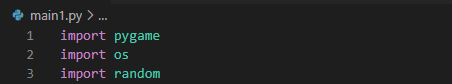 main1.py > ...
1 import pygame
2 import os
3 import random